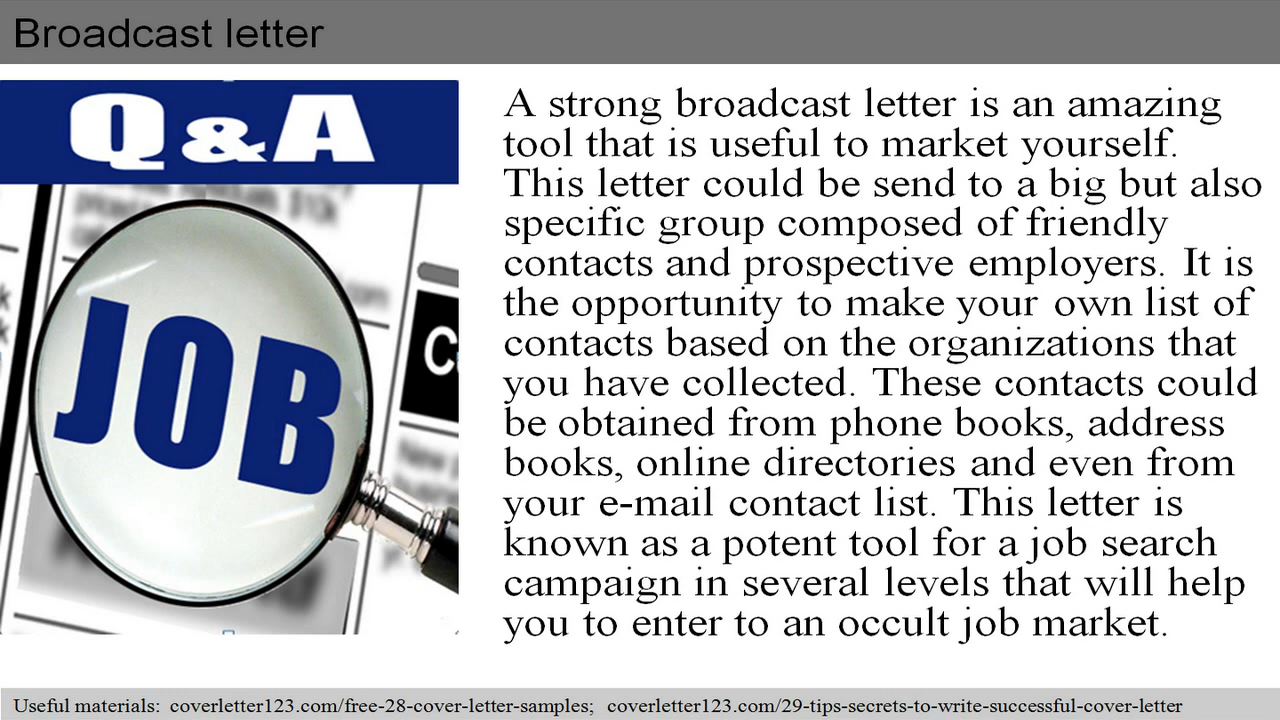 Broadcast letter
Q&A
JOB
C
A strong broadcast letter is an amazing
tool that is useful to market yourself.
This letter could be send to a big but also
specific group composed of friendly
contacts and prospective employers. It is
the opportunity to make your own list of
contacts based on the organizations that
you have collected. These contacts could
be obtained from phone books, address
books, online directories and even from
your e-mail contact list. This letter is
known as a potent tool for a job search
campaign in several levels that will help
you to enter to an occult job market.
Useful materials: coverletter123.com/free-28-cover-letter-samples; coverletter123.com/29-tips-secrets-to-write-successful-cover-letter